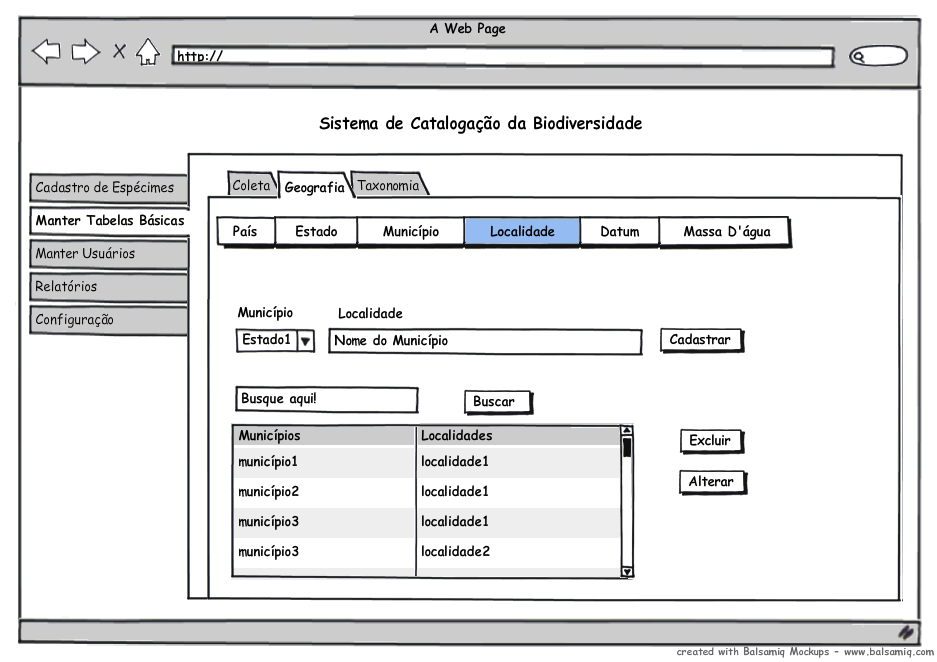 A Web Page
http://
Sistema de Catalogação da Biodiversidade
Cadastro de Espécimes
Manter Tabelas Básicas
Manter Usuários
Relatórios
Configuração
Coleta Geografia Taxonomia
País Estado Município Localidade Datum Massa D'água
Município Localidade
Estado1 Nome do Município Cadastrar
Busque aqui! Buscar
Municípios Localidades
município1 localidade1
município2 localidade1
município3 localidade1
município3 localidade2
Excluir
Alterar
created with Balsamiq Mockups - www.balsamiq.com